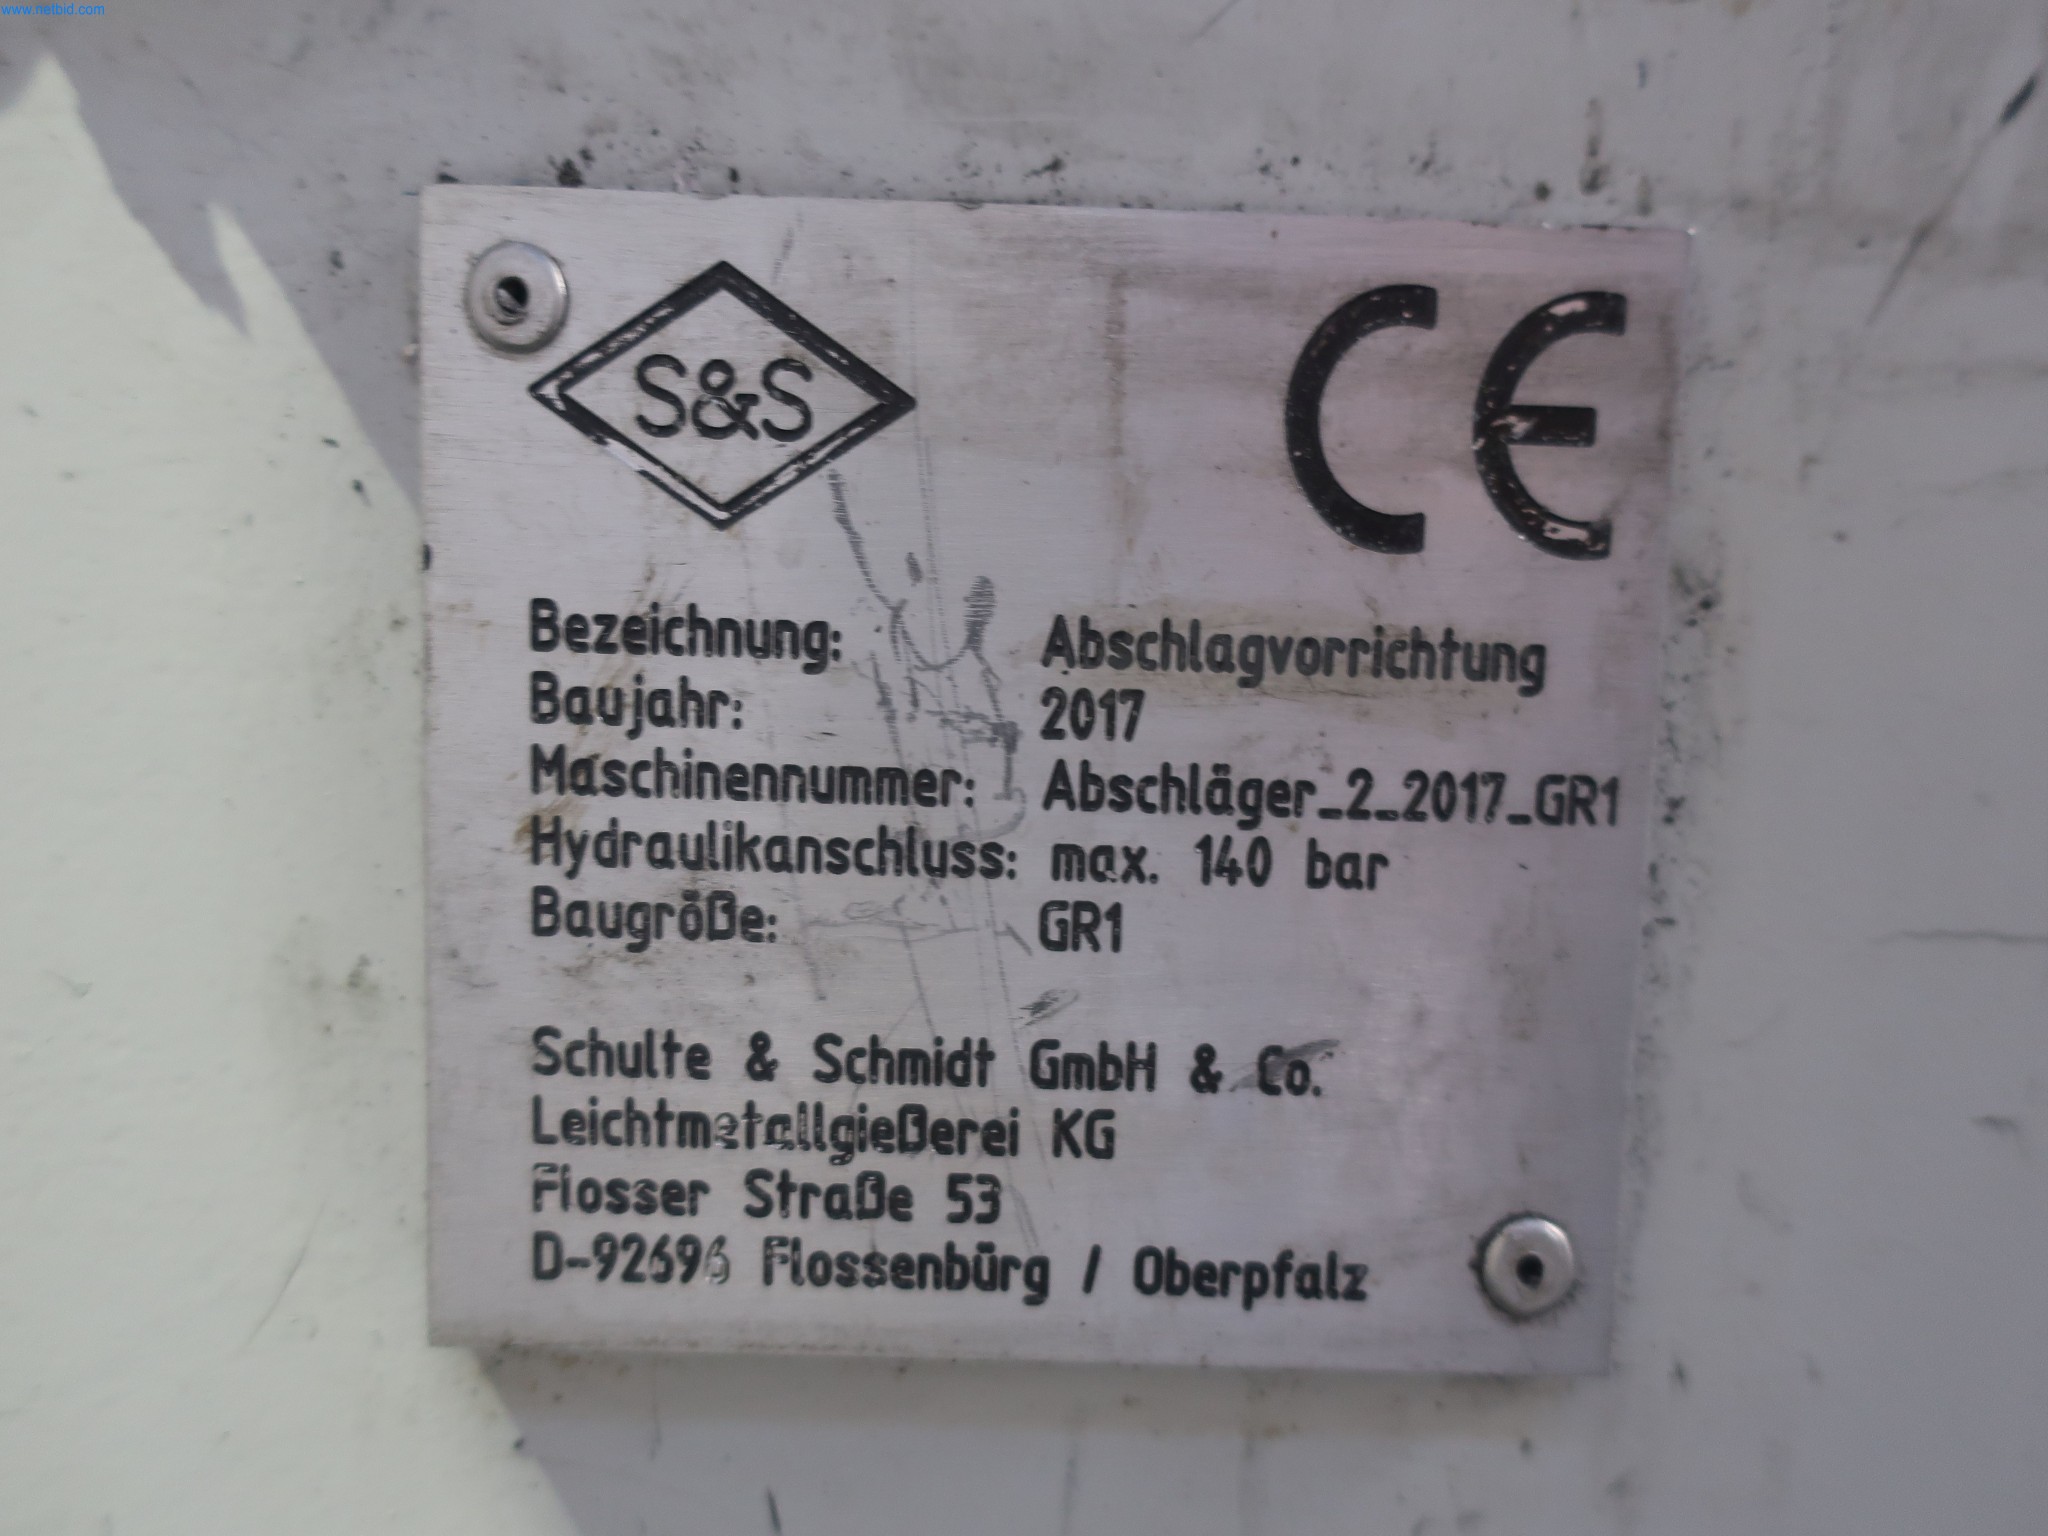 www.netbid.com
S&S
CE
Bezeichnung: Abschlagvorrichtung
Baujahr: 2017
Maschinennummer: Abschläger_2_2017_GR1
Hydraulikanschluss: max. 140 bar
Baugröße: GR1
Schulte & Schmidt GmbH & Co.
Leichtmetallgießerei KG
Flosser Straße 53
D-92696 Flossenbürg / Oberpfalz